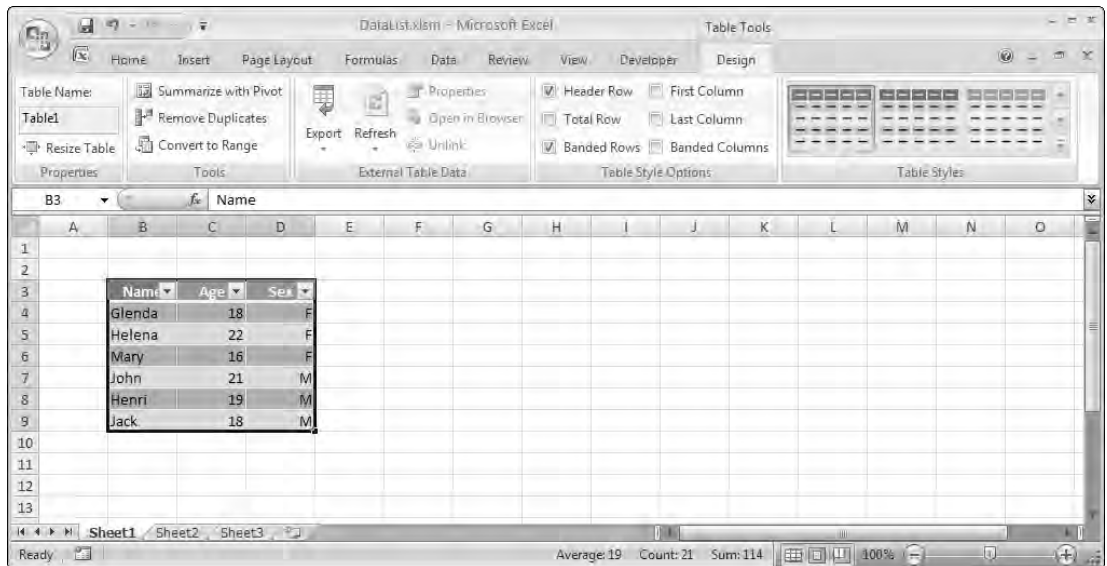 DataList.xlsm - Microsoft Excel
Table Tools
Home Insert Page Layout Formulas Data Review View Developer Design
Table Name:
Table1
Resize Table
Properties
Summarize with Pivot
Remove Duplicates
Convert to Range
Tools
Export Refresh
Properties
Open in Browser
Unlink
External Table Data
Header Row First Column
Total Row Last Column
Banded Rows Banded Columns
Table Style Options
Table Styles
B3 fx Name
A B C D E F G H I J K L M N O
1
2
3 Name Age Sex
4 Glenda 18 F
5 Helena 22 F
6 Mary 16 F
7 John 21 M
8 Henri 19 M
9 Jack 18 M
10
11
12
13
Sheet1 Sheet2 Sheet3
Ready Average: 19 Count: 21 Sum: 114 100%